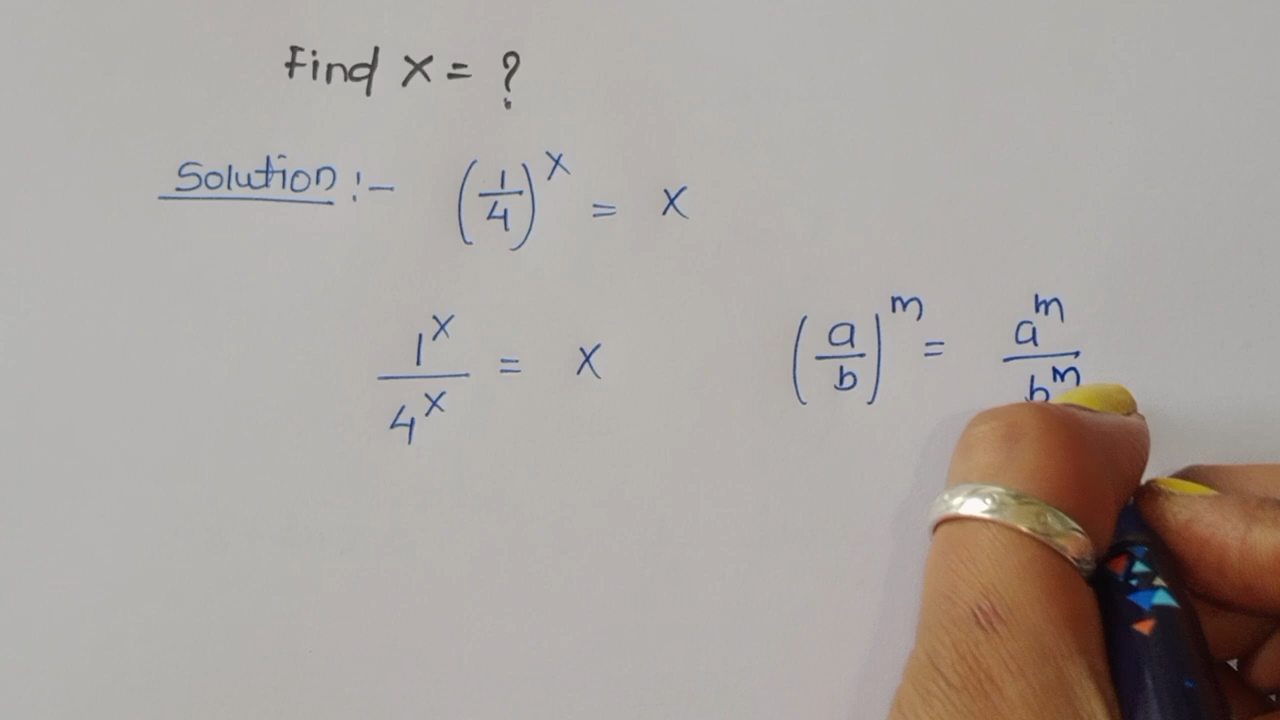 Find x = ?
Solution :- (1/4)^x = x
1^x/4^x = x (a/b)^m = a^m/b^m